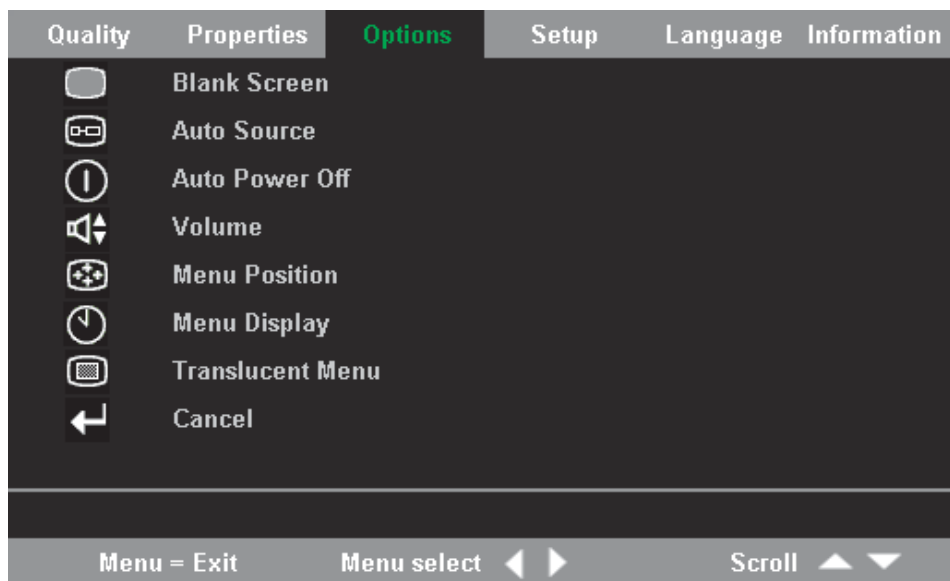 Quality Properties Options Setup Language Information
Blank Screen
Auto Source
Auto Power Off
Volume
Menu Position
Menu Display
Translucent Menu
Cancel
Menu = Exit Menu select Scroll